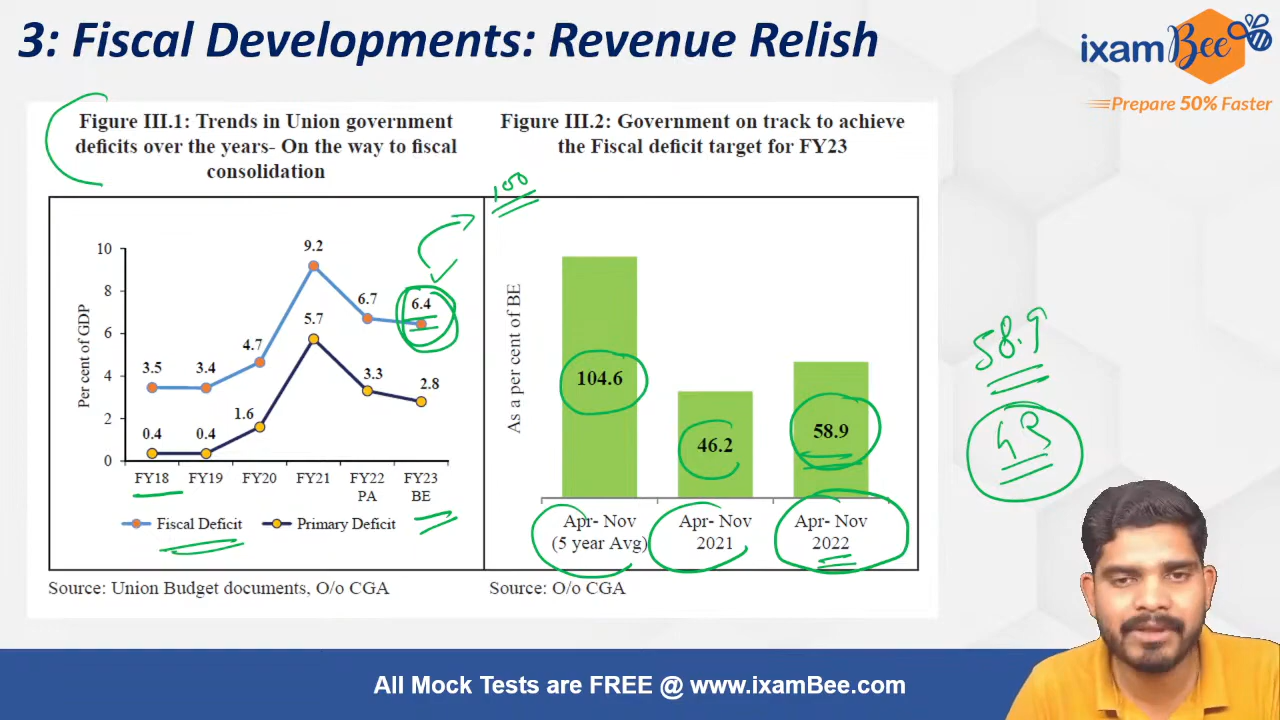 3: Fiscal Developments: Revenue Relish
ixamBee
Prepare 50% Faster
Figure III.1: Trends in Union government
deficits over the years- On the way to fiscal
consolidation
Figure III.2: Government on track to achieve
the Fiscal deficit target for FY23
100
Per cent of GDP
10
8
6
4
2
0
3.5
3.4
4.7
9.2
6.7
6.4
0.4
0.4
1.6
5.7
3.3
2.8
FY18
FY19
FY20
FY21
FY22
PA
FY23
BE
Fiscal Deficit
Primary Deficit
As a per cent of BE
104.6
46.2
58.9
Apr- Nov
(5 year Avg)
Apr- Nov
2021
Apr- Nov
2022
58.9
Source: Union Budget documents, O/o CGA
Source: O/o CGA
All Mock Tests are FREE @ www.ixamBee.com